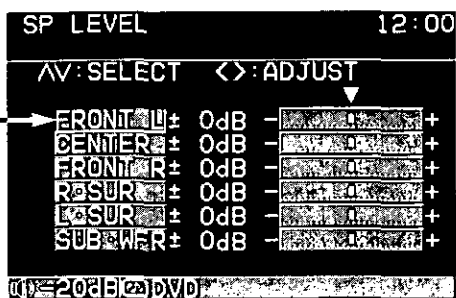 SP LEVEL 12:00
ΛV:SELECT <>:ADJUST
FRONT L ± 0dB - +
CENTER ± 0dB - +
FRONT R ± 0dB - +
R SUR ± 0dB - +
L SUR ± 0dB - +
SUB WFR ± 0dB - +
-20dB DVD